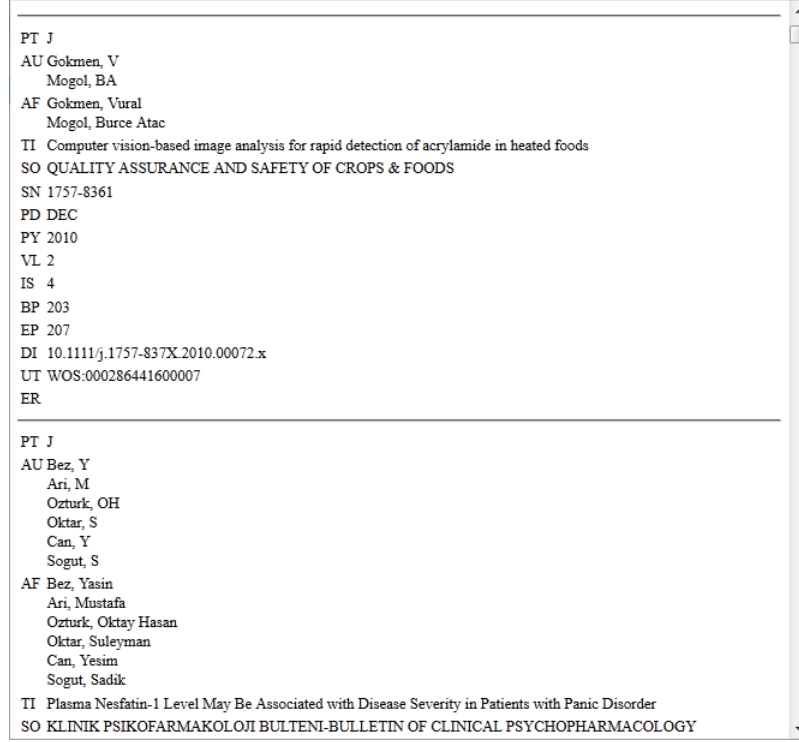 PT J
AU Gokmen, V
Mogol, BA
AF Gokmen, Vural
Mogol, Burce Atac
TI Computer vision-based image analysis for rapid detection of acrylamide in heated foods
SO QUALITY ASSURANCE AND SAFETY OF CROPS & FOODS
SN 1757-8361
PD DEC
PY 2010
VL 2
IS 4
BP 203
EP 207
DI 10.1111/j.1757-837X.2010.00072.x
UT WOS:000286441600007
ER
PT J
AU Bez, Y
Ari, M
Ozturk, OH
Oktar, S
Can, Y
Sogut, S
AF Bez, Yasin
Ari, Mustafa
Ozturk, Oktay Hasan
Oktar, Suleyman
Can, Yesim
Sogut, Sadik
TI Plasma Nesfatin-1 Level May Be Associated with Disease Severity in Patients with Panic Disorder
SO KLINIK PSIKOFARMAKOLOJI BULTENI-BULLETIN OF CLINICAL PSYCHOPHARMACOLOGY